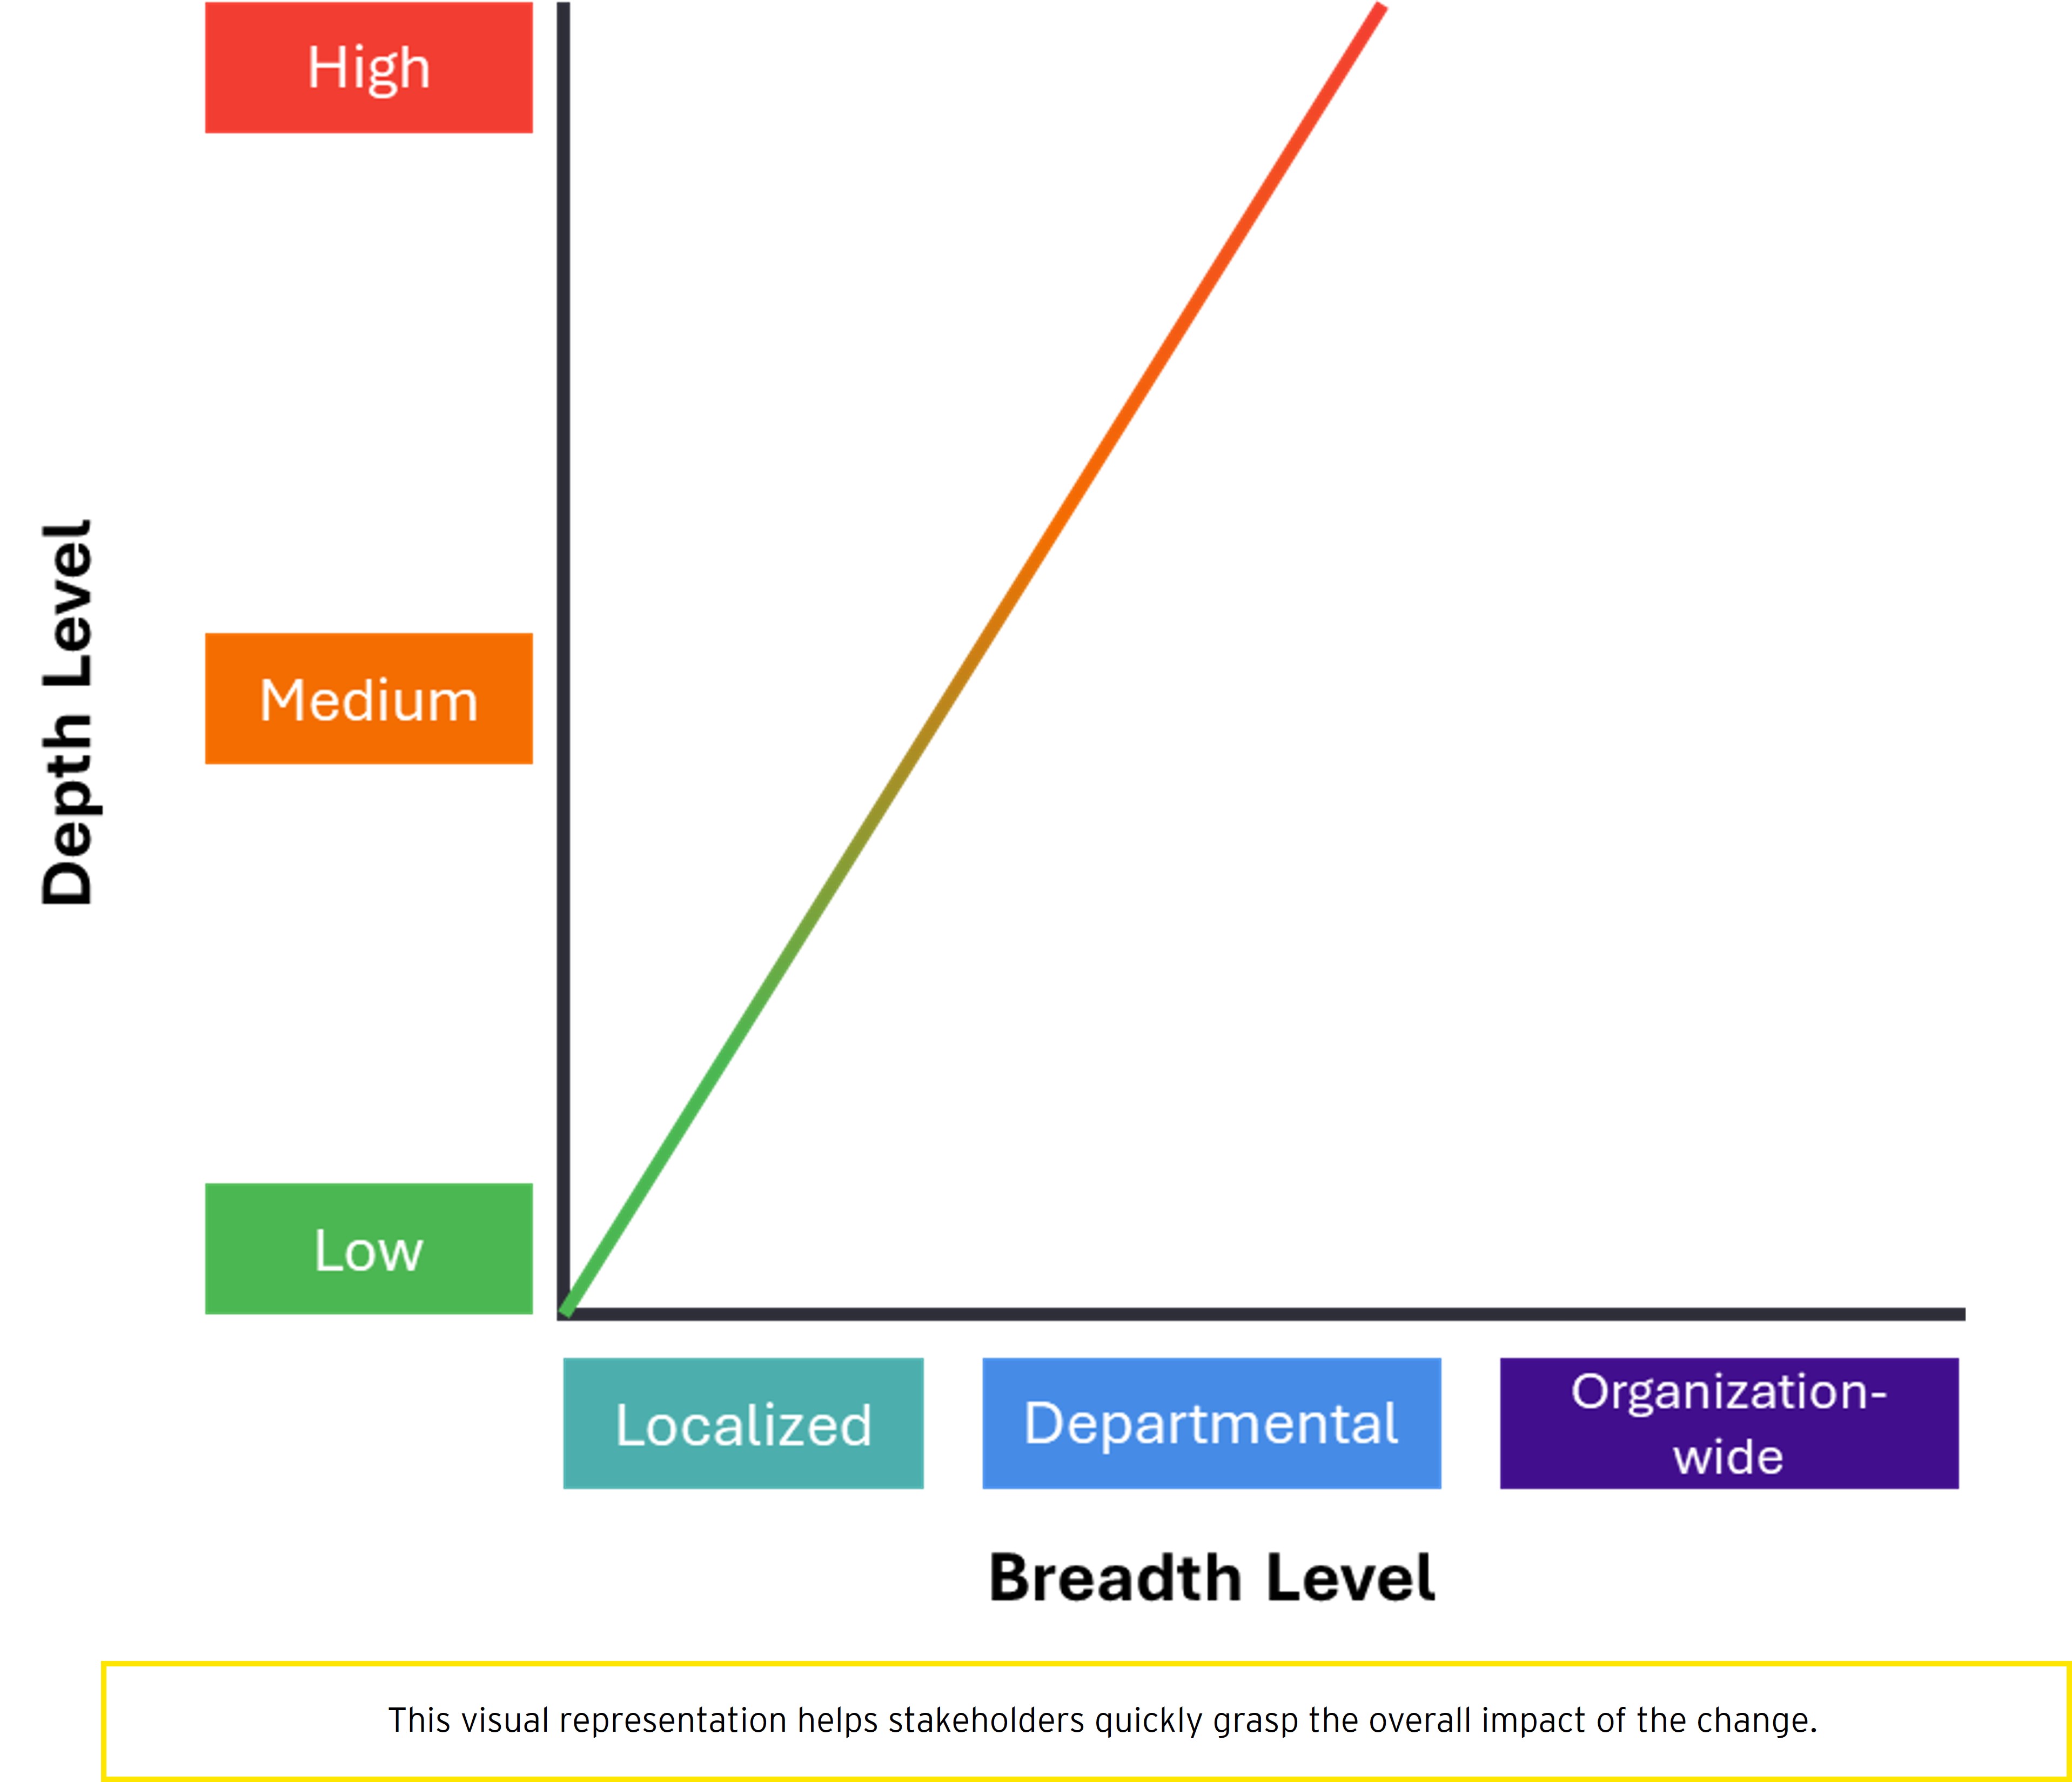 High
Depth Level
Medium
Low
Localized
Departmental
Organization-
wide
Breadth Level
This visual representation helps stakeholders quickly grasp the overall impact of the change.